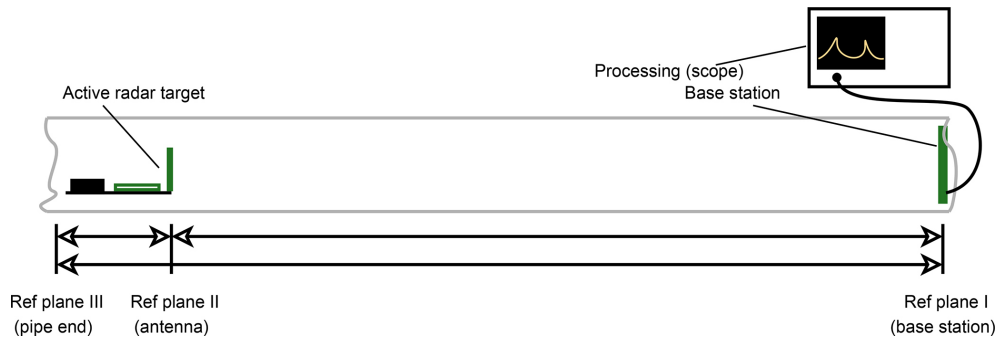 Processing (scope)
Base station
Active radar target
Ref plane III
(pipe end)
Ref plane II
(antenna)
Ref plane I
(base station)